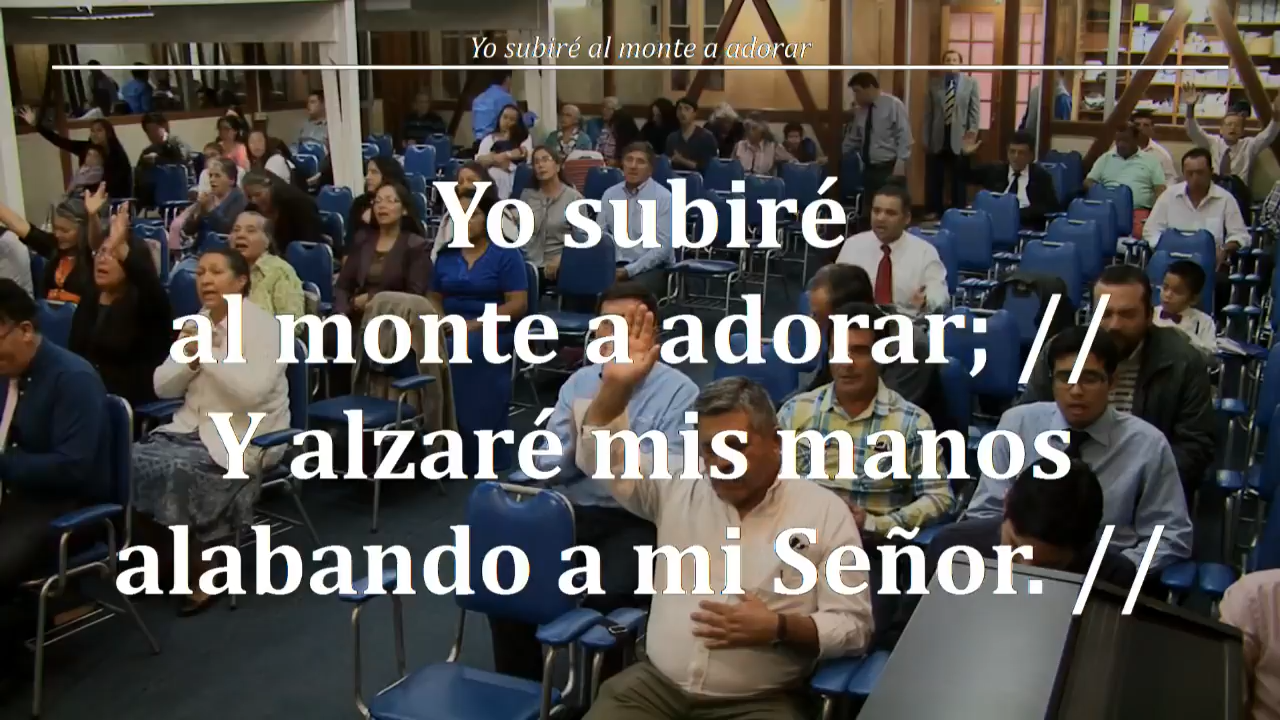 Yo subiré al monte a adorar
Yo subiré
al monte a adorar; //
Y alzaré mis manos
alabando a mi Señor. //